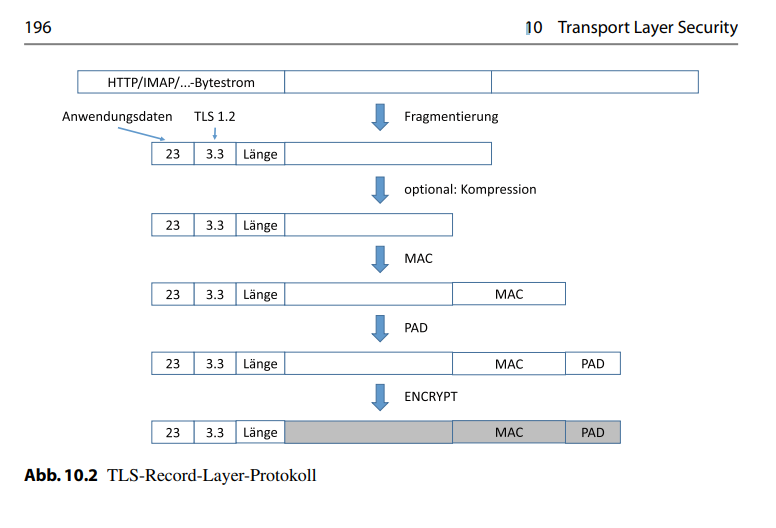 196
10 Transport Layer Security
HTTP/IMAP/...-Bytestrom
Anwendungsdaten TLS 1.2
Fragmentierung
23 3.3 Länge
optional: Kompression
23 3.3 Länge
MAC
23 3.3 Länge MAC
PAD
23 3.3 Länge MAC PAD
ENCRYPT
23 3.3 Länge MAC PAD
Abb. 10.2 TLS-Record-Layer-Protokoll